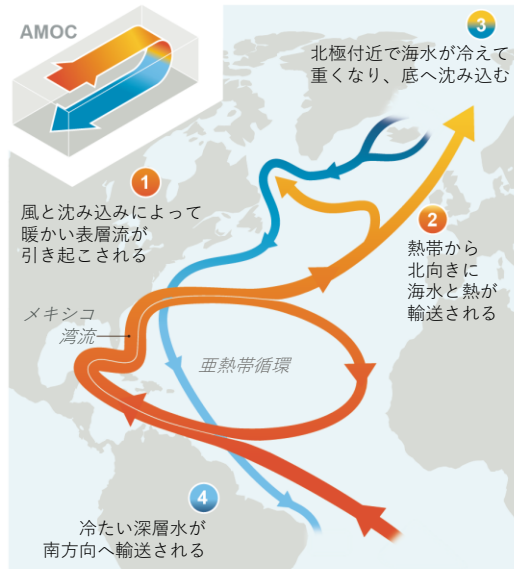 AMOC
3
北極付近で海水が冷えて
重くなり、底へ沈み込む
1
風と沈み込みによって
暖かい表層流が
引き起こされる
2
熱帯から
北向きに
海水と熱が
輸送される
メキシコ
湾流
亜熱帯循環
4
冷たい深層水が
南方向へ輸送される